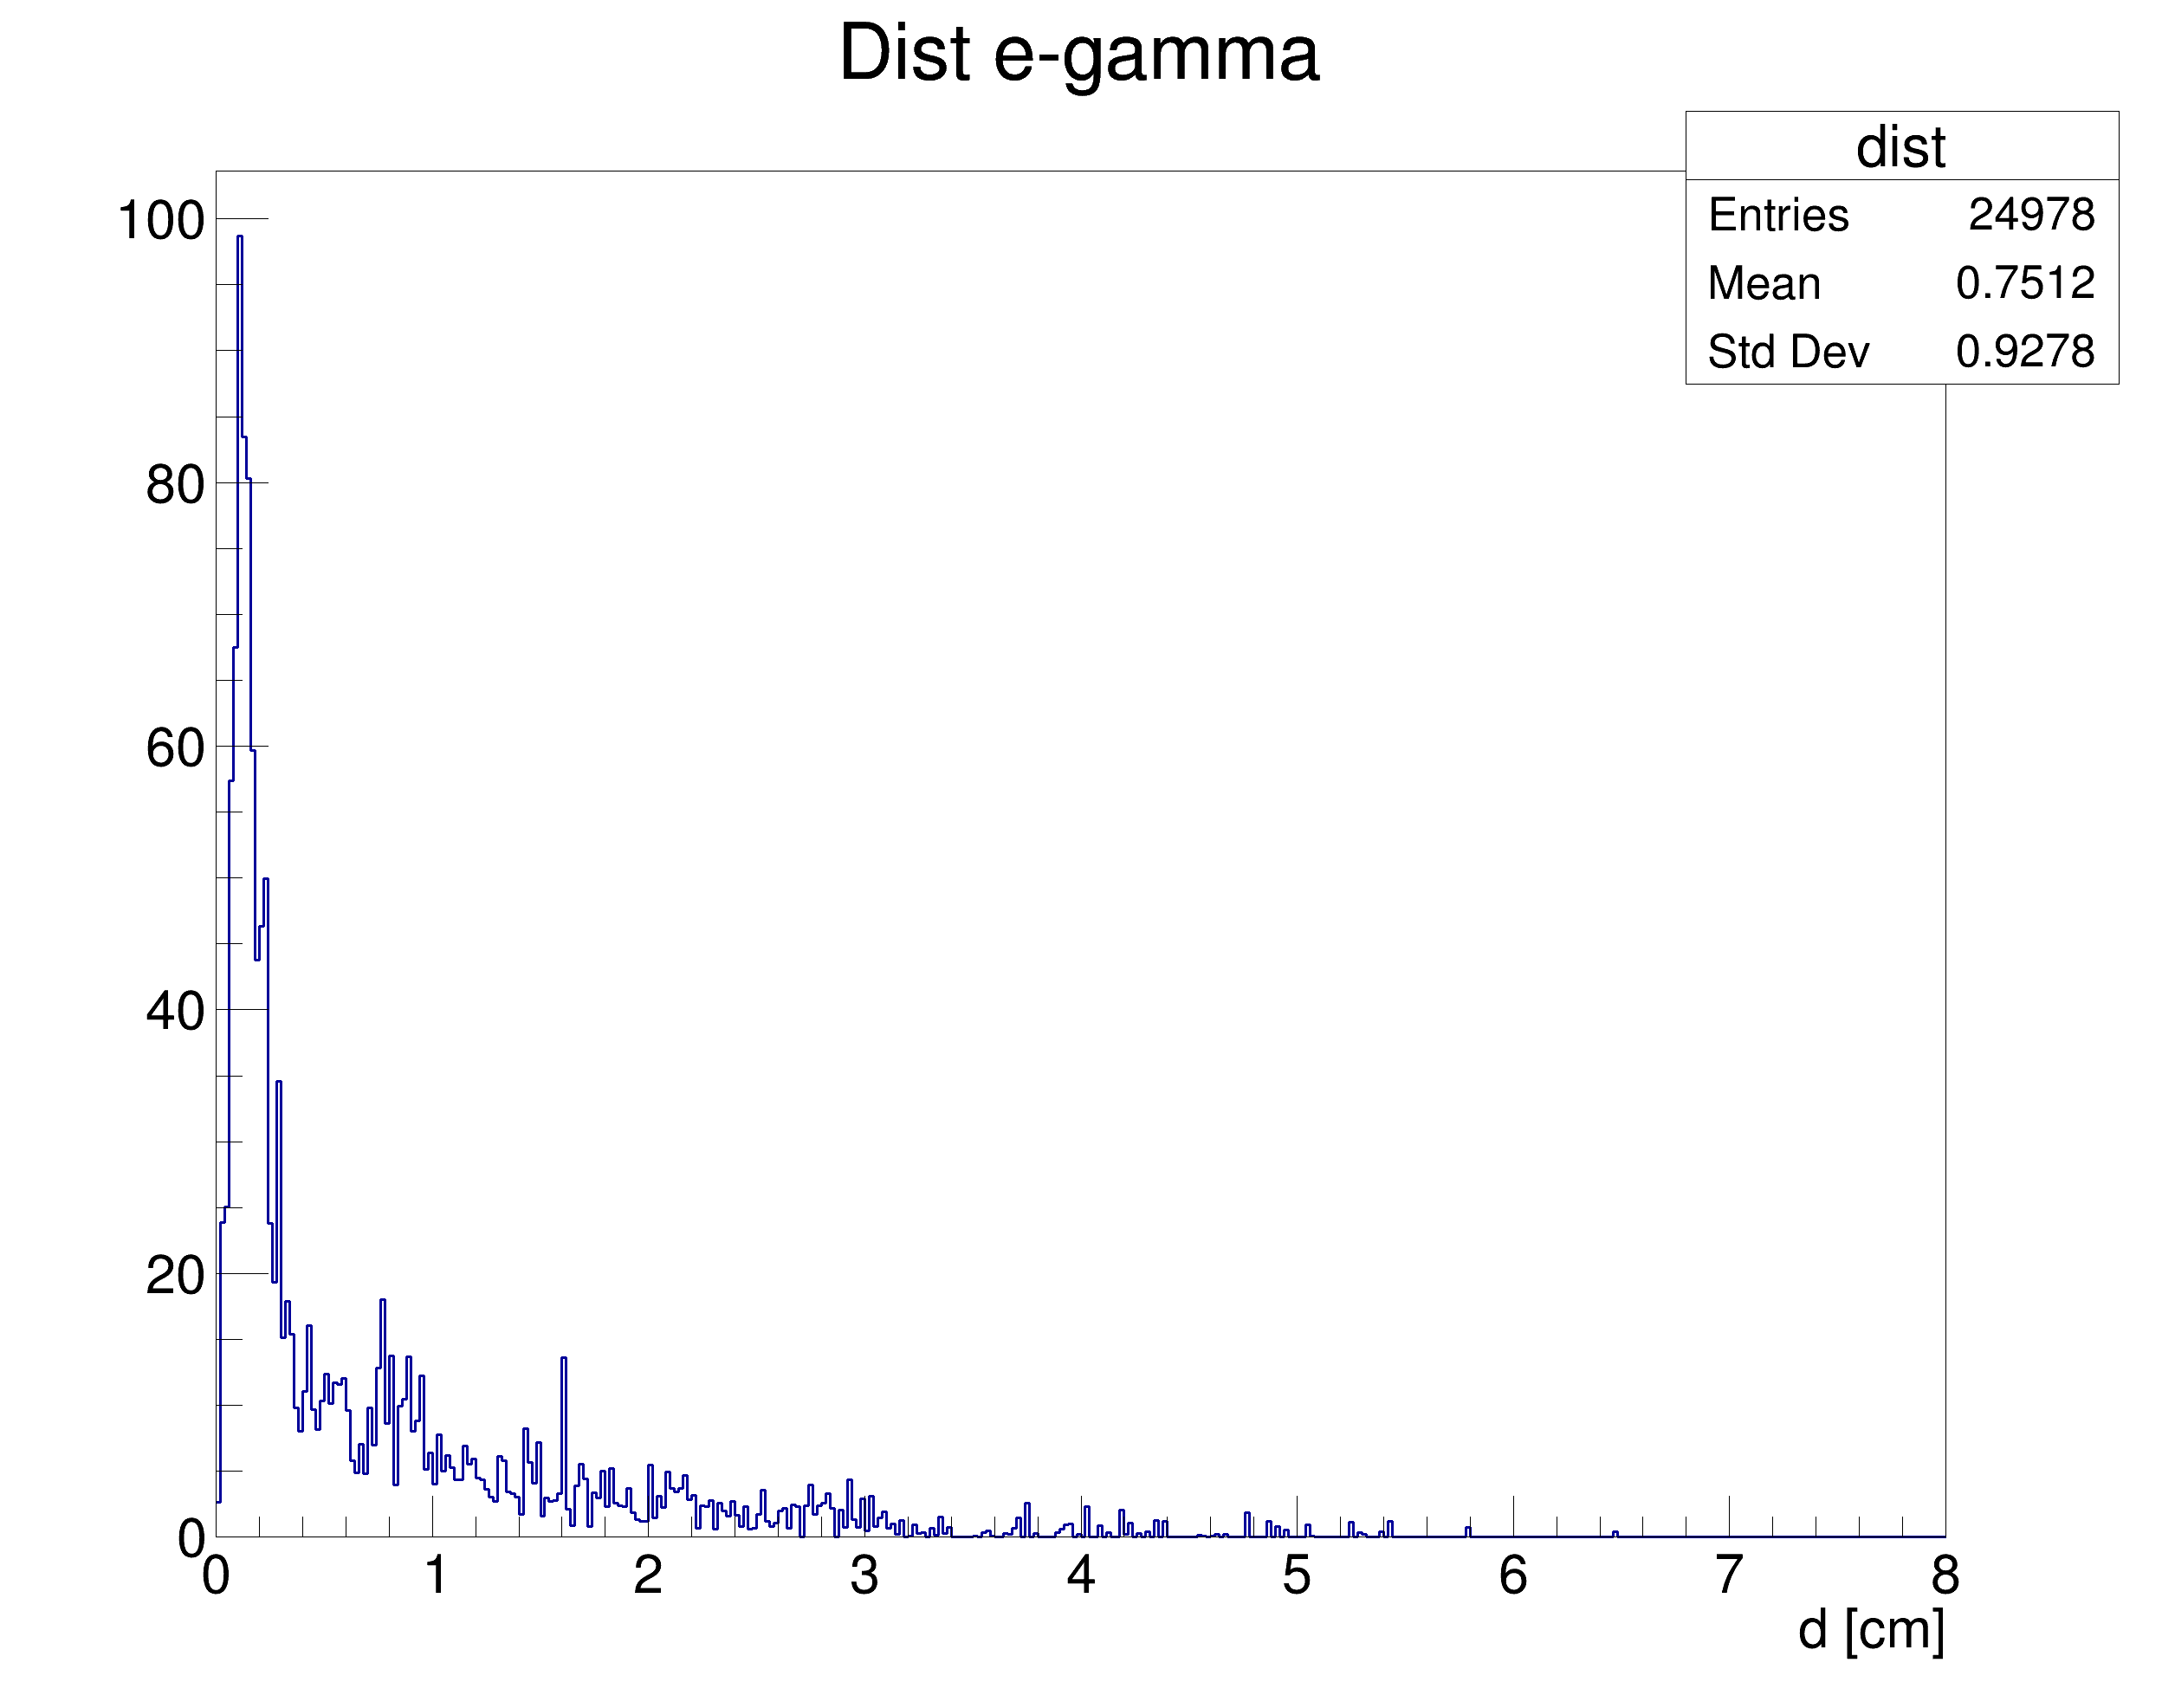 Dist e-gamma
dist
Entries 24978
Mean 0.7512
Std Dev 0.9278
100
80
60
40
20
0
0 1 2 3 4 5 6 7 8
d [cm]